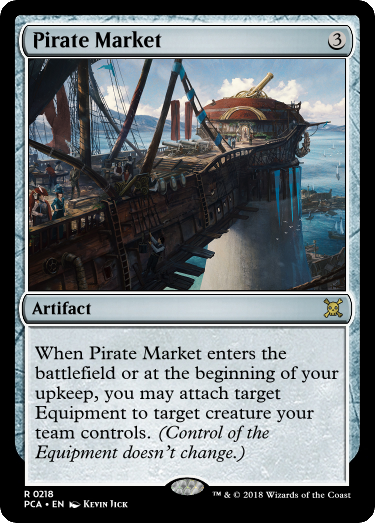 Pirate Market 3
Artifact
When Pirate Market enters the
battlefield or at the beginning of your
upkeep, you may attach target
Equipment to target creature your
team controls. (Control of the
Equipment doesn't change.)
R 0218
PCA • EN Kevin Jick
™ & © 2018 Wizards of the Coast